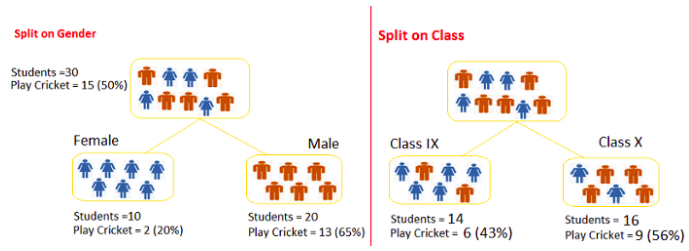 Split on Gender
Students =30
Play Cricket = 15 (50%)
Female
Male
Students =10
Play Cricket = 2 (20%)
Students = 20
Play Cricket = 13 (65%)
Split on Class
Class IX
Class X
Students = 14
Play Cricket = 6 (43%)
Students = 16
Play Cricket = 9 (56%)